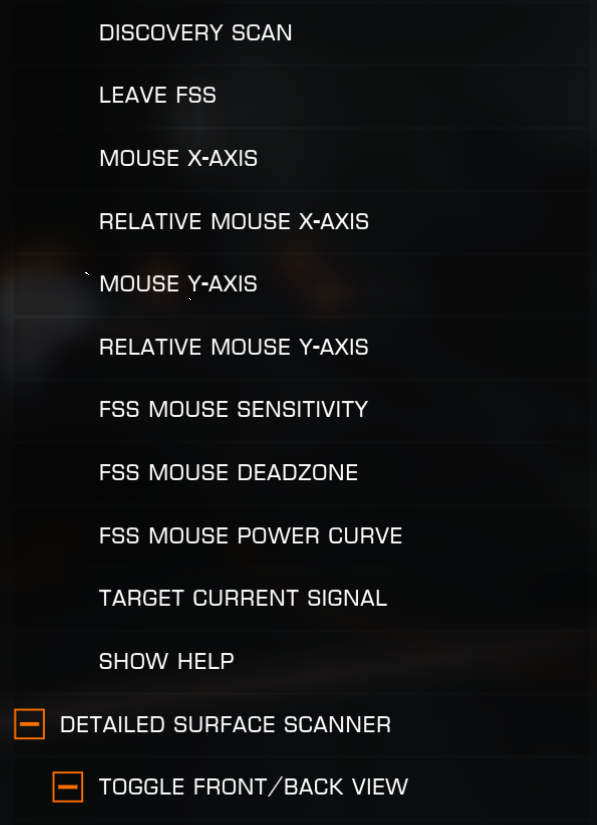 DISCOVERY SCAN
LEAVE FSS
MOUSE X-AXIS
RELATIVE MOUSE X-AXIS
MOUSE Y-AXIS
RELATIVE MOUSE Y-AXIS
FSS MOUSE SENSITIVITY
FSS MOUSE DEADZONE
FSS MOUSE POWER CURVE
TARGET CURRENT SIGNAL
SHOW HELP
DETAILED SURFACE SCANNER
TOGGLE FRONT/BACK VIEW